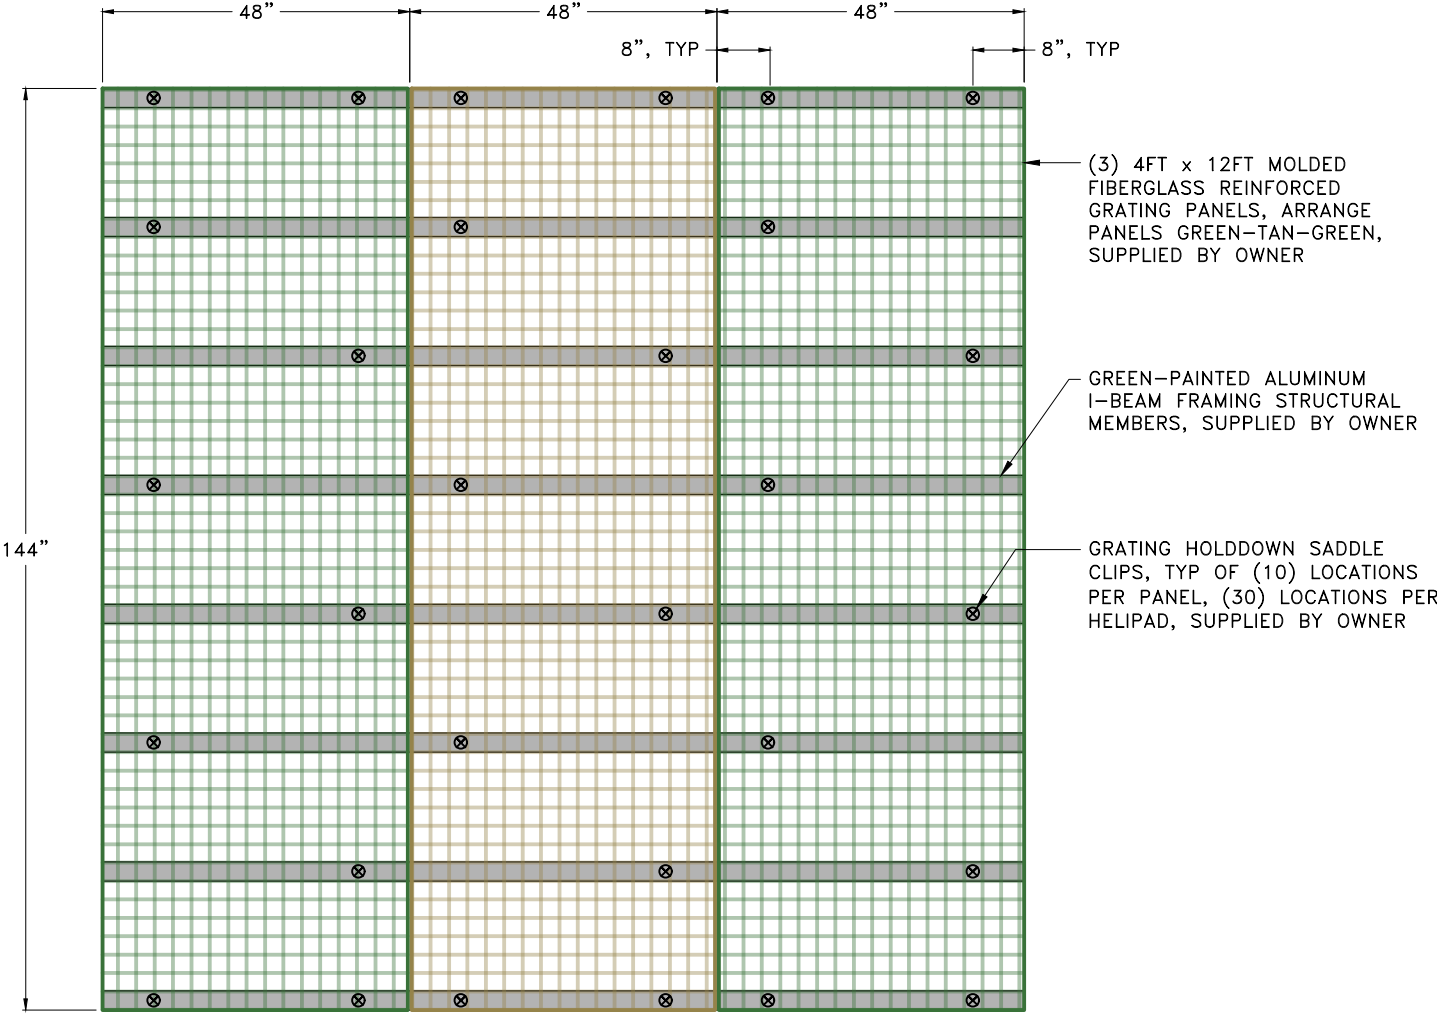 48” 48” 48”
8”, TYP 8”, TYP
(3) 4FT x 12FT MOLDED
FIBERGLASS REINFORCED
GRATING PANELS, ARRANGE
PANELS GREEN–TAN–GREEN,
SUPPLIED BY OWNER
GREEN–PAINTED ALUMINUM
I–BEAM FRAMING STRUCTURAL
MEMBERS, SUPPLIED BY OWNER
144”
GRATING HOLDDOWN SADDLE
CLIPS, TYP OF (10) LOCATIONS
PER PANEL, (30) LOCATIONS PER
HELIPAD, SUPPLIED BY OWNER